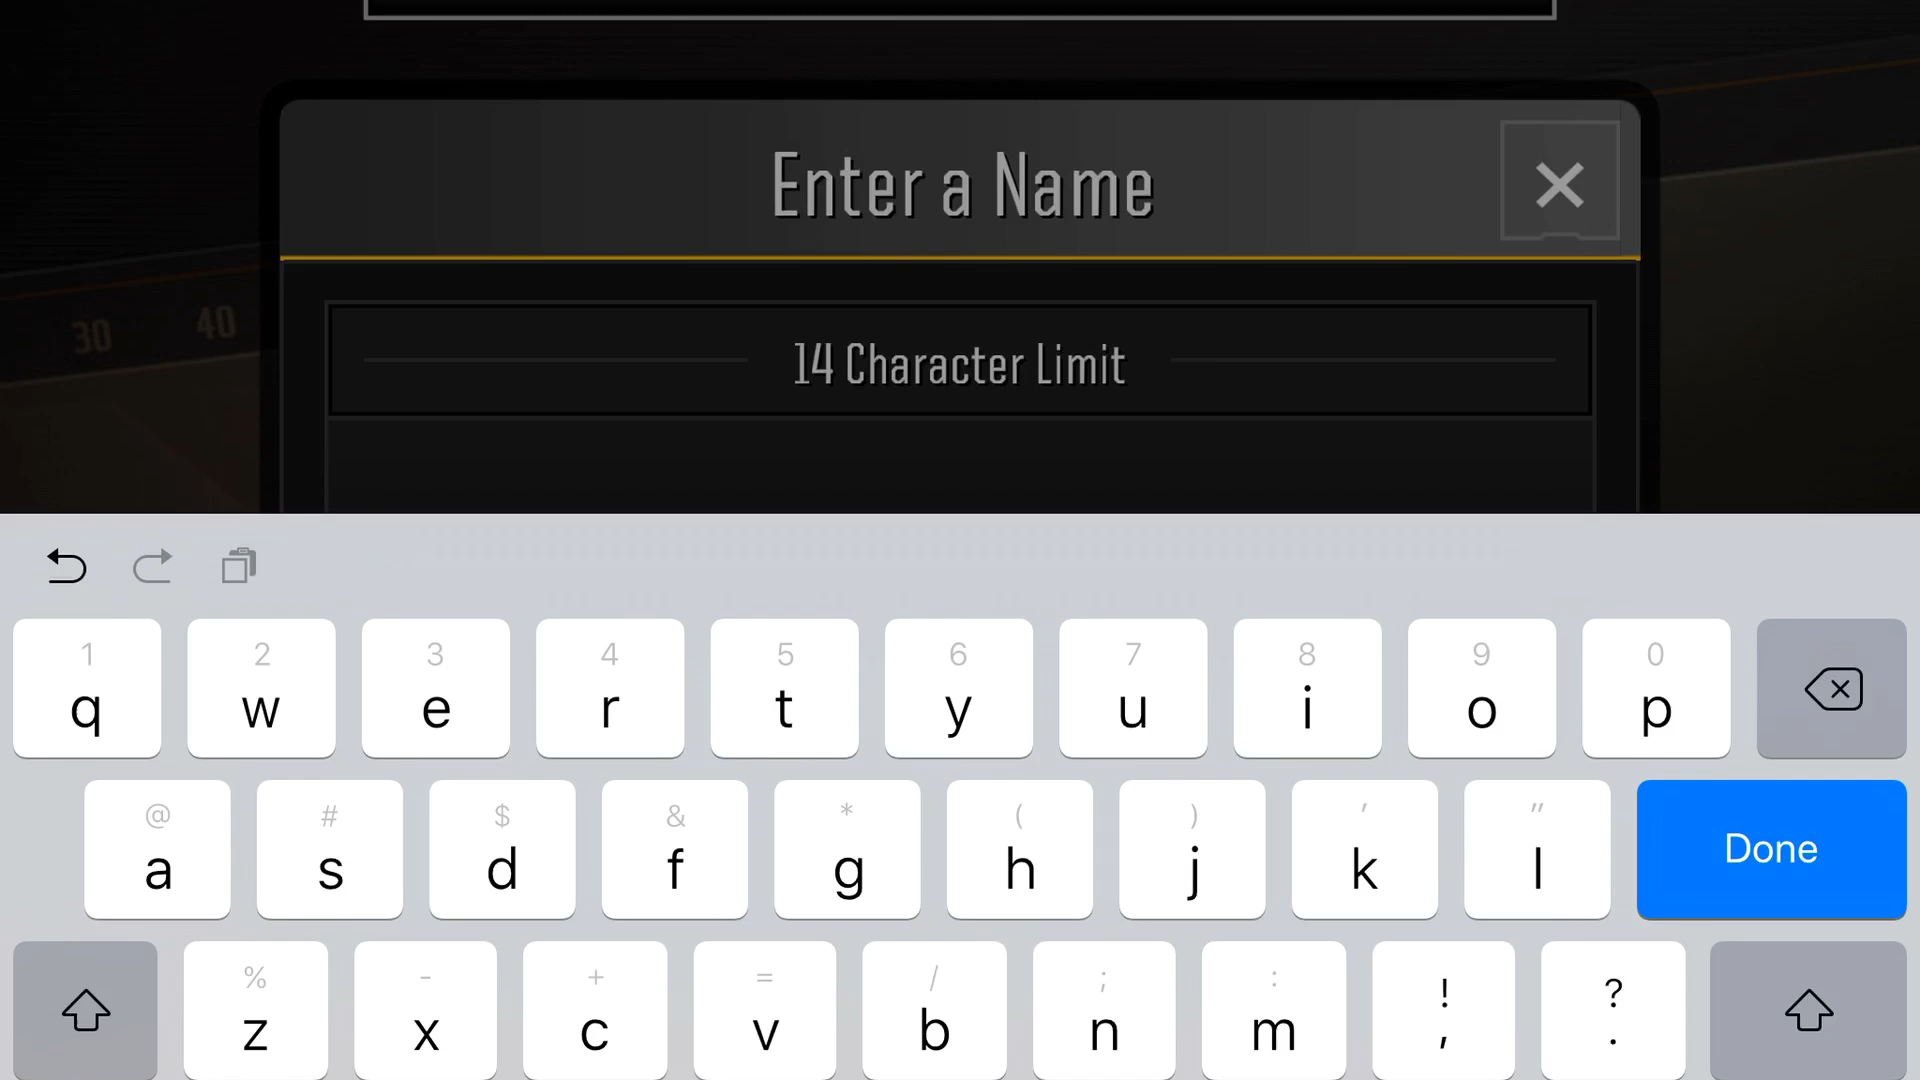 Enter a Name
30 40
14 Character Limit
1 2 3 4 5 6 7 8 9 0
q w e r t y u i o p
@ # $ & * ( ) ' "
a s d f g h j k l Done
% - + = / ; : ! ?
z x c v b n m , .